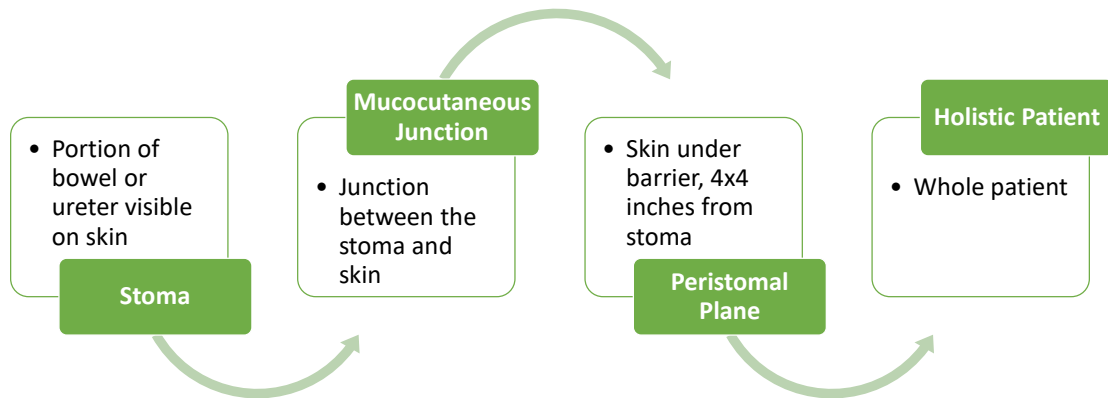 • Portion of
bowel or
ureter visible
on skin
Stoma
Mucocutaneous
Junction
• Junction
between the
stoma and
skin
• Skin under
barrier, 4x4
inches from
stoma
Peristomal
Plane
Holistic Patient
• Whole patient